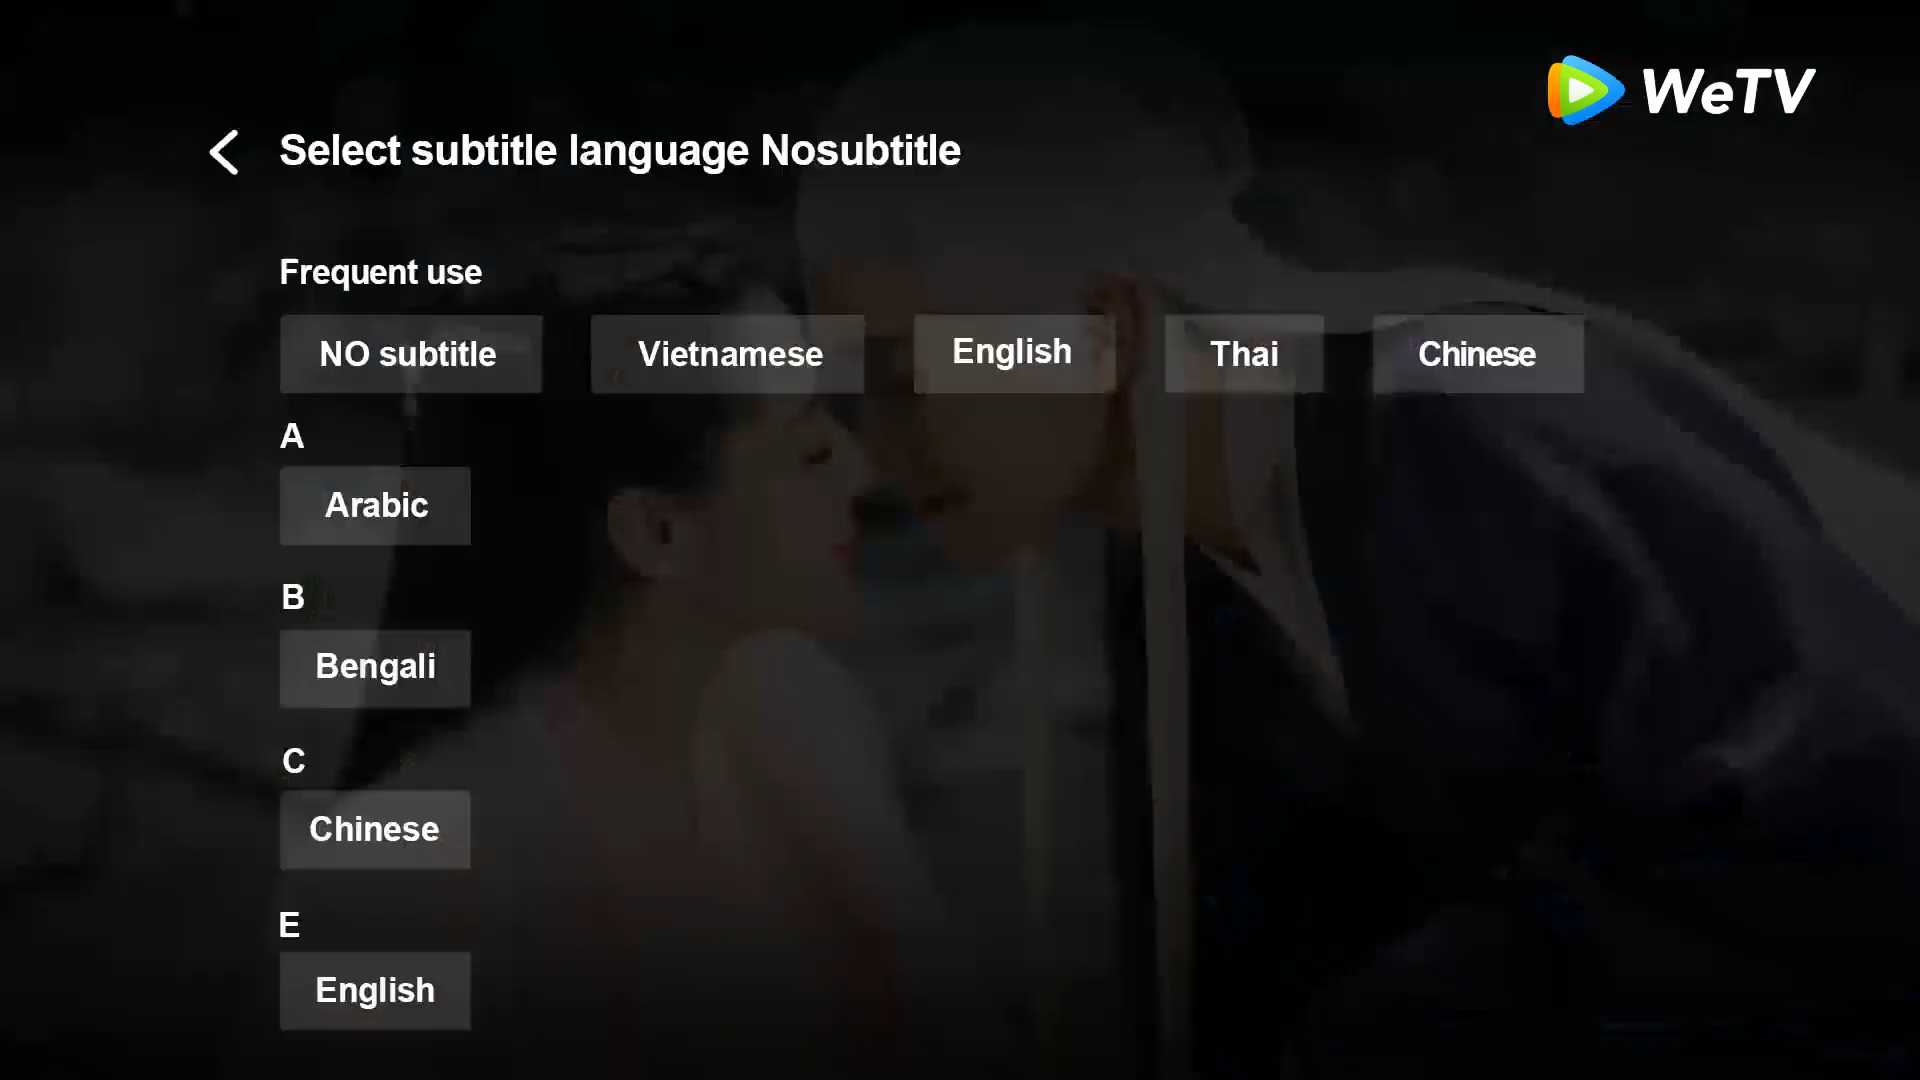 WeTV
Select subtitle language Nosubtitle
Frequent use
NO subtitle
Vietnamese
English
Thai
Chinese
A
Arabic
B
Bengali
C
Chinese
E
English